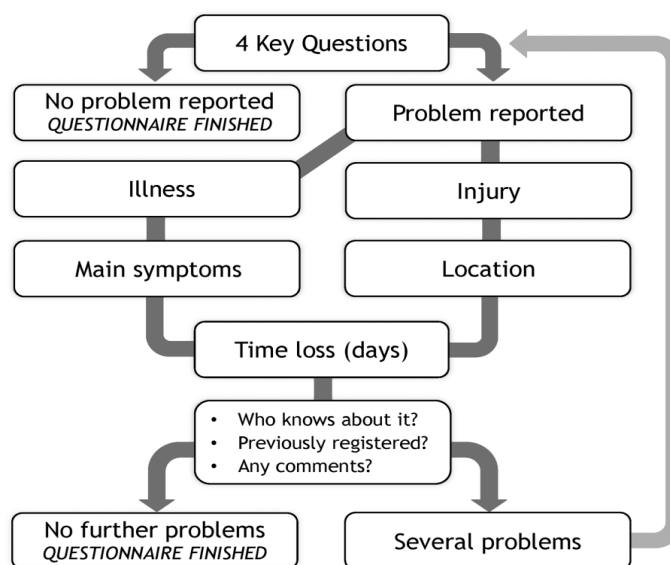 4 Key Questions
No problem reported
QUESTIONNAIRE FINISHED
Problem reported
Illness
Injury
Main symptoms
Location
Time loss (days)
• Who knows about it?
• Previously registered?
• Any comments?
No further problems
QUESTIONNAIRE FINISHED
Several problems